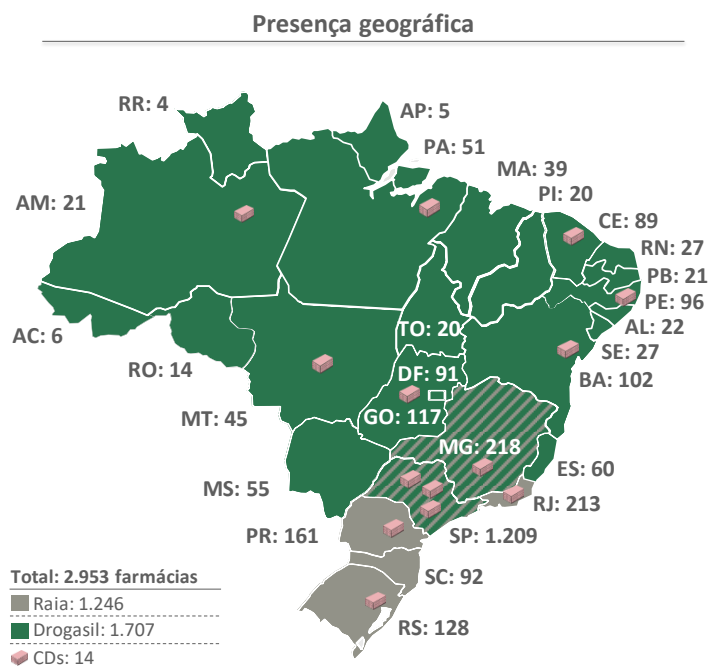 Presença geográfica
RR: 4
AP: 5
PA: 51
MA: 39
PI: 20
AM: 21
CE: 89
RN: 27
PB: 21
PE: 96
AL: 22
TO: 20
AC: 6
SE: 27
RO: 14
DF: 91
BA: 102
MT: 45
GO: 117
MG: 218
ES: 60
MS: 55
RJ: 213
PR: 161
SP: 1.209
SC: 92
RS: 128
Total: 2.953 farmácias
Raia: 1.246
Drogasil: 1.707
CDs: 14